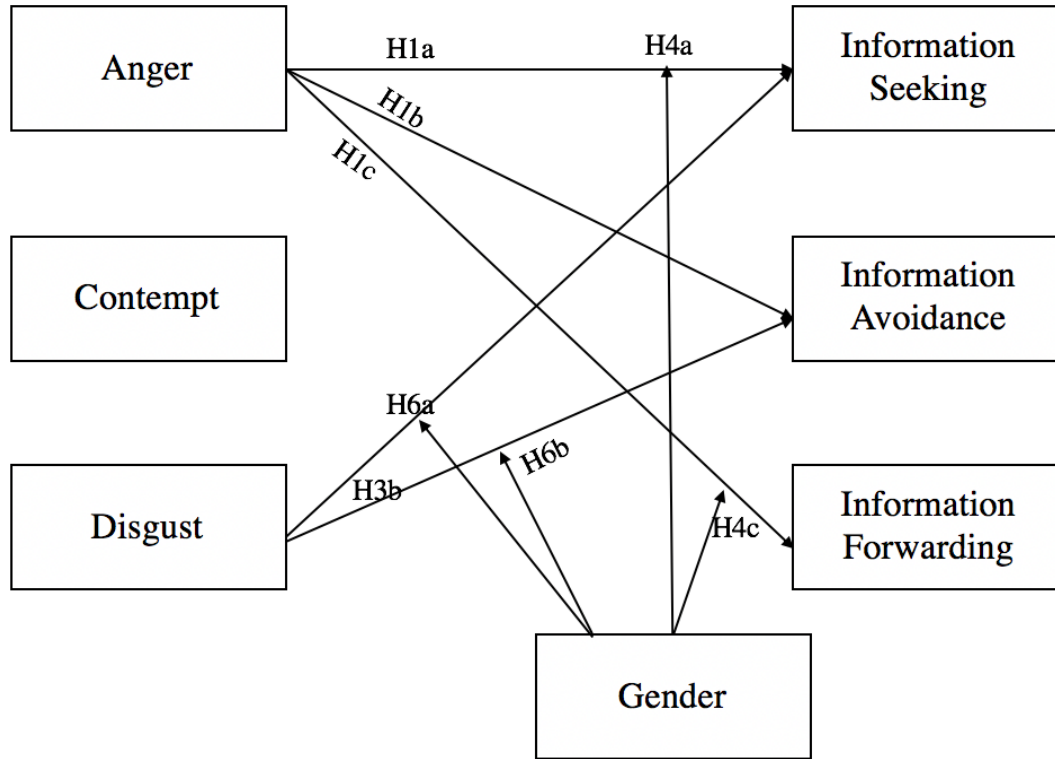 Anger
H1a
H4a
Information
Seeking
H1b
H1c
Contempt
Information
Avoidance
H6a
H6b
H3b
Disgust
Information
Forwarding
H4c
Gender